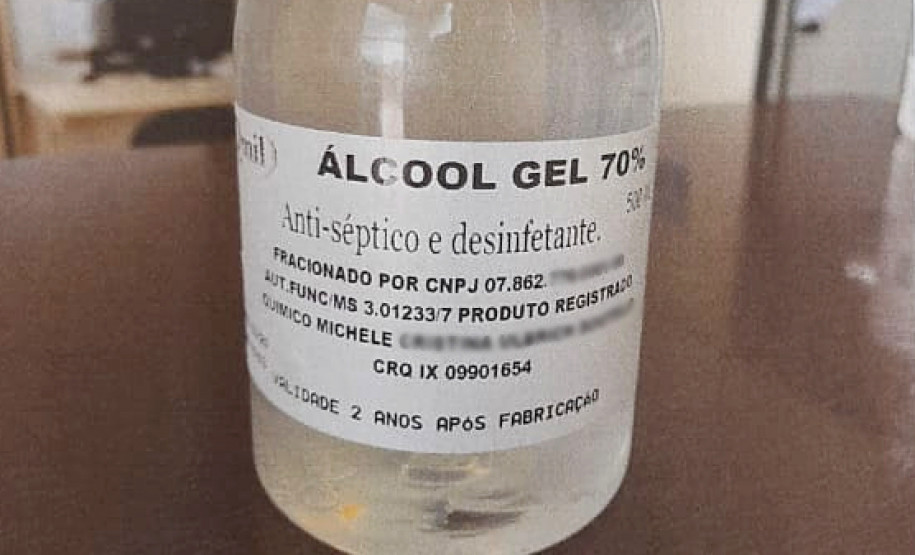 ÁLCOOL GEL 70%
Anti-séptico e desinfetante.
FRACIONADO POR CNPJ 07.862.
AUT.FUNC/MS 3.01233/7 PRODUTO REGISTRADO
QUIMICO MICHELE
CRQ IX 09901654
VALIDADE 2 ANOS APÓS FABRICAÇÃO